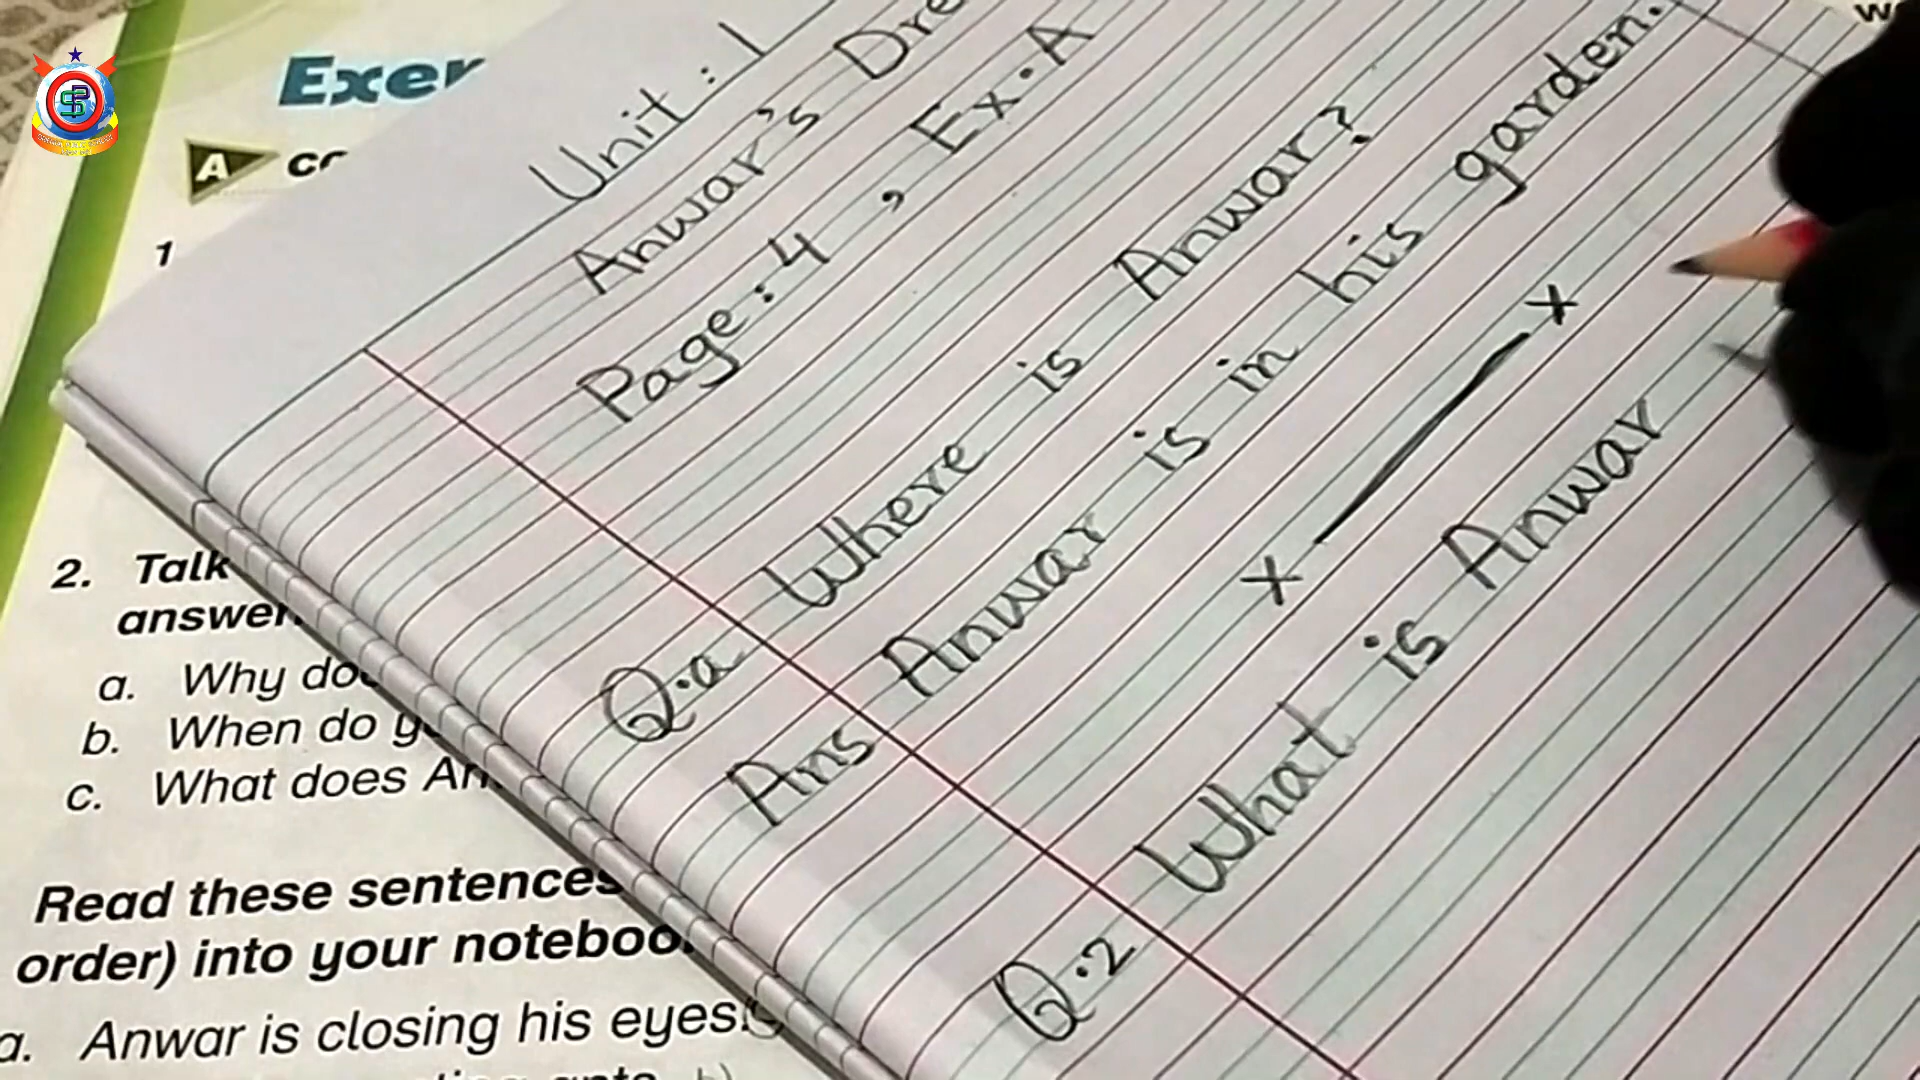 Exer
A
1
2. Talk
answer
a. Why do
b. When do y
c. What does An
Read these sentences
order) into your noteboo
a. Anwar is closing his eyes.
Unit : 1
Anwar's Dre
Page : 4 , Ex. A
Q.a Where is Anwar?
Ans Anwar is in his garden.
x x
Q.2 What is Anwar